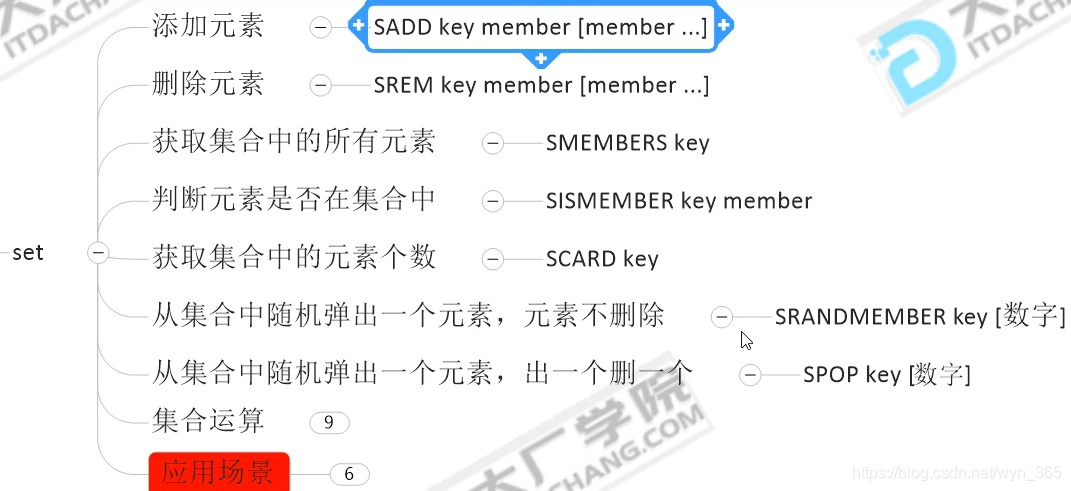 添加元素 SADD key member [member ...]
删除元素 SREM key member [member ...]
获取集合中的所有元素 SMEMBERS key
判断元素是否在集合中 SISMEMBER key member
set
获取集合中的元素个数 SCARD key
从集合中随机弹出一个元素，元素不删除 SRANDMEMBER key [数字]
从集合中随机弹出一个元素，出一个删一个 SPOP key [数字]
集合运算 9
应用场景 6
大厂学院
ITDACHANG.COM
https://blog.csdn.net/wyn_365